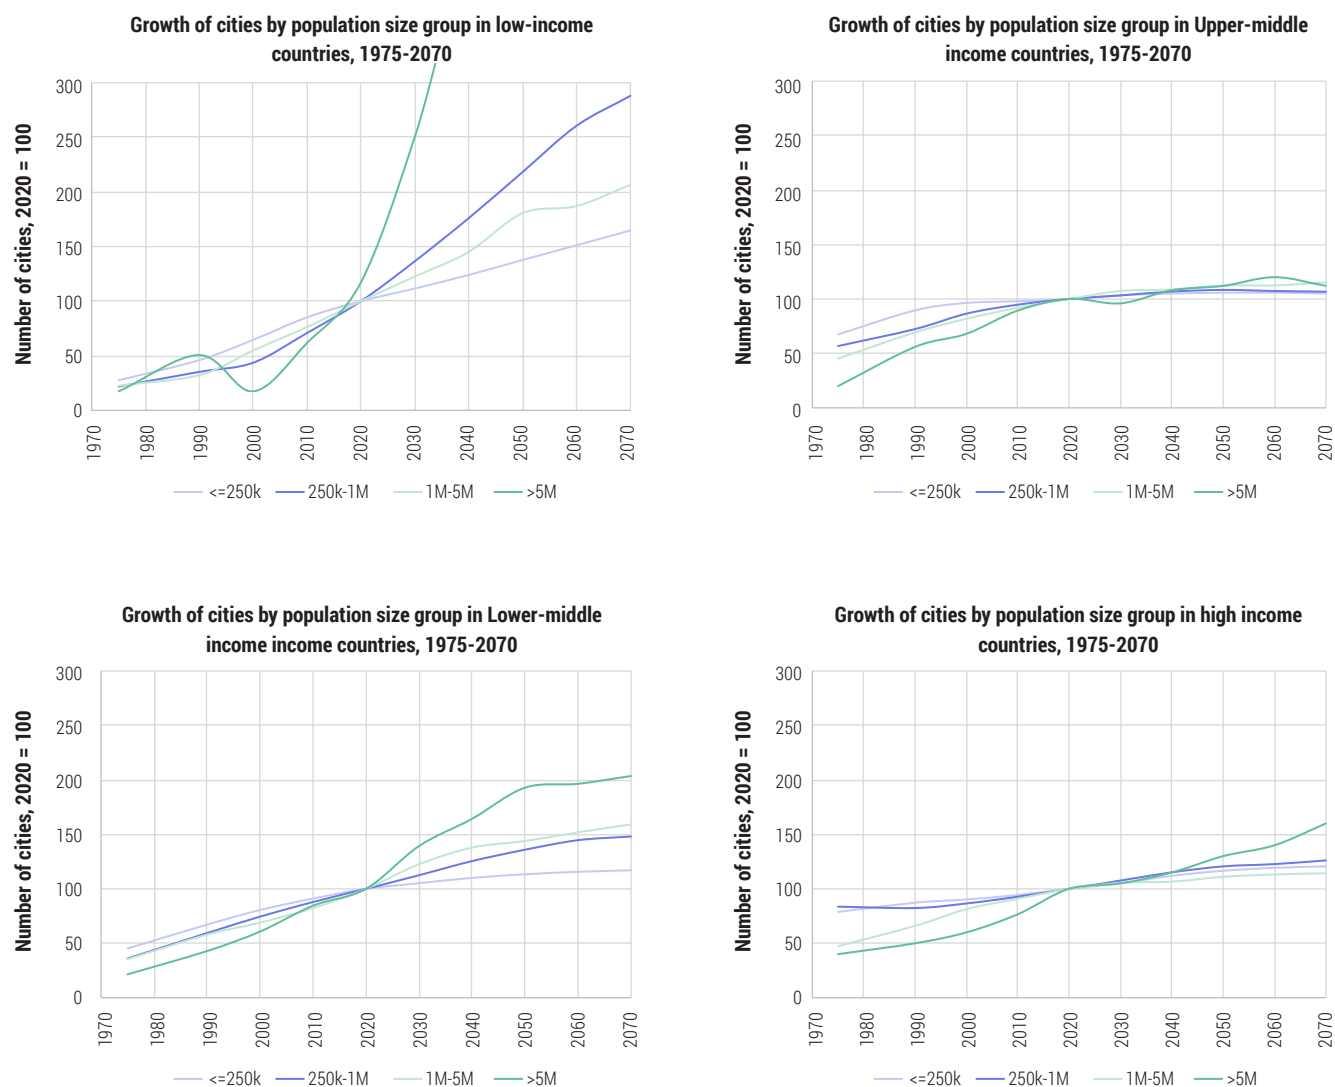 Growth of cities by population size group in low-income
countries, 1975-2070
Number of cities, 2020 = 100
300
250
200
150
100
50
0
1970 1980 1990 2000 2010 2020 2030 2040 2050 2060 2070
<=250k 250k-1M 1M-5M >5M
Growth of cities by population size group in Upper-middle
income countries, 1975-2070
Number of cities, 2020 = 100
300
250
200
150
100
50
0
1970 1980 1990 2000 2010 2020 2030 2040 2050 2060 2070
<=250k 250k-1M 1M-5M >5M
Growth of cities by population size group in Lower-middle
income income countries, 1975-2070
Number of cities, 2020 = 100
300
250
200
150
100
50
0
1970 1980 1990 2000 2010 2020 2030 2040 2050 2060 2070
<=250k 250k-1M 1M-5M >5M
Growth of cities by population size group in high income
countries, 1975-2070
Number of cities, 2020 = 100
300
250
200
150
100
50
0
1970 1980 1990 2000 2010 2020 2030 2040 2050 2060 2070
<=250k 250k-1M 1M-5M >5M